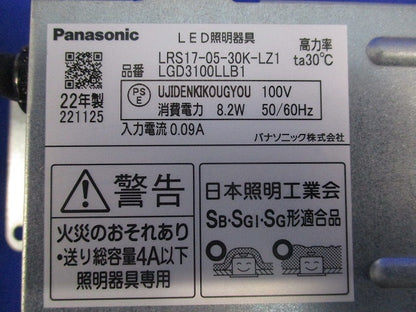 Panasonic
LED照明器具
高力率
ta30℃
LRS17-05-30K-LZ1
品番 LGD3100LLB1
22年製
221125
PS
E
UJIDENKIKOUGYOU 100V
消費電力 8.2W 50/60Hz
入力電流 0.09A
パナソニック株式会社
警告
火災のおそれあり
・送り総容量4A以下
照明器具専用
日本照明工業会
SB・SGI・SG形適合品